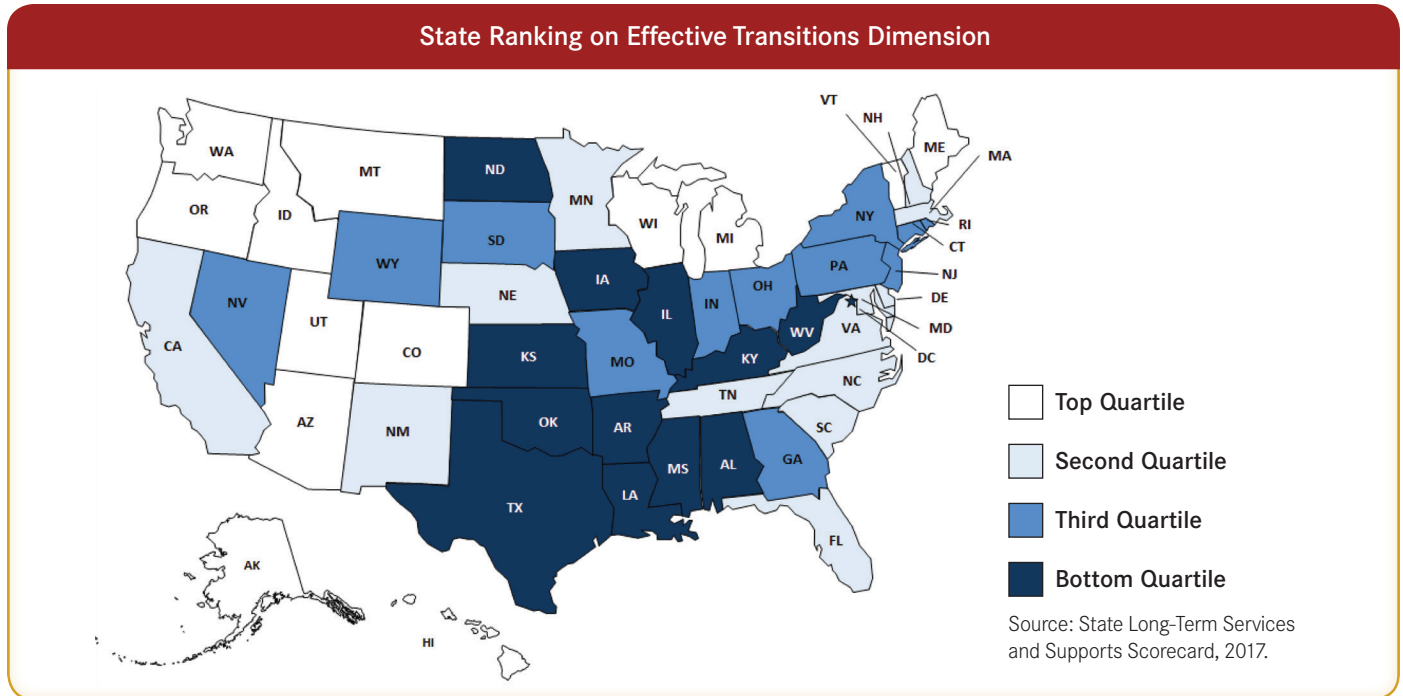 State Ranking on Effective Transitions Dimension
VT
NH
ME
MA
WA
MT
ND
MN
OR
ID
WI
MI
NY
RI
CT
SD
WY
PA
NJ
IA
NE
OH
IN
DE
NV
IL
UT
WV
VA
MD
CA
CO
KS
MO
KY
DC
NC
TN
AZ
NM
OK
AR
SC
MS
AL
GA
LA
TX
FL
AK
HI
Top Quartile
Second Quartile
Third Quartile
Bottom Quartile
Source: State Long-Term Services
and Supports Scorecard, 2017.